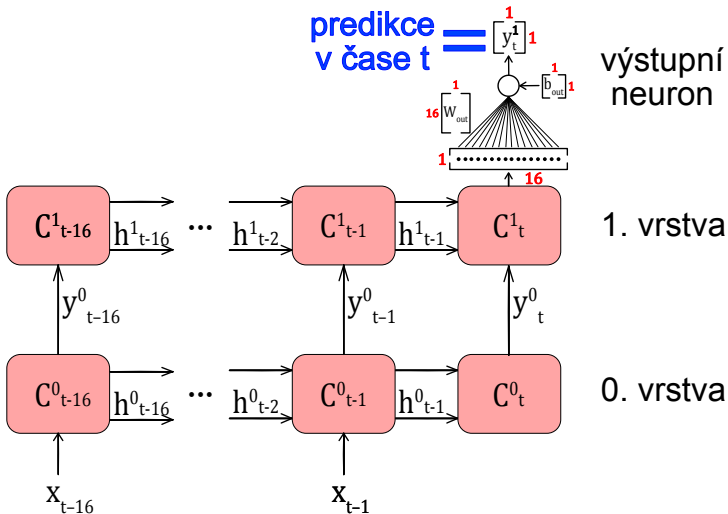 predikce
v čase t
=
1
[y¹ₜ] 1
výstupní
neuron
1
[b_out] 1
1
16 [W_out]
1 [................]
16
C¹ₜ₋₁₆
h¹ₜ₋₁₆
...
h¹ₜ₋₂
C¹ₜ₋₁
h¹ₜ₋₁
C¹ₜ
1. vrstva
y⁰ₜ₋₁₆
y⁰ₜ₋₁
y⁰ₜ
C⁰ₜ₋₁₆
h⁰ₜ₋₁₆
...
h⁰ₜ₋₂
C⁰ₜ₋₁
h⁰ₜ₋₁
C⁰ₜ
0. vrstva
xₜ₋₁₆
xₜ₋₁